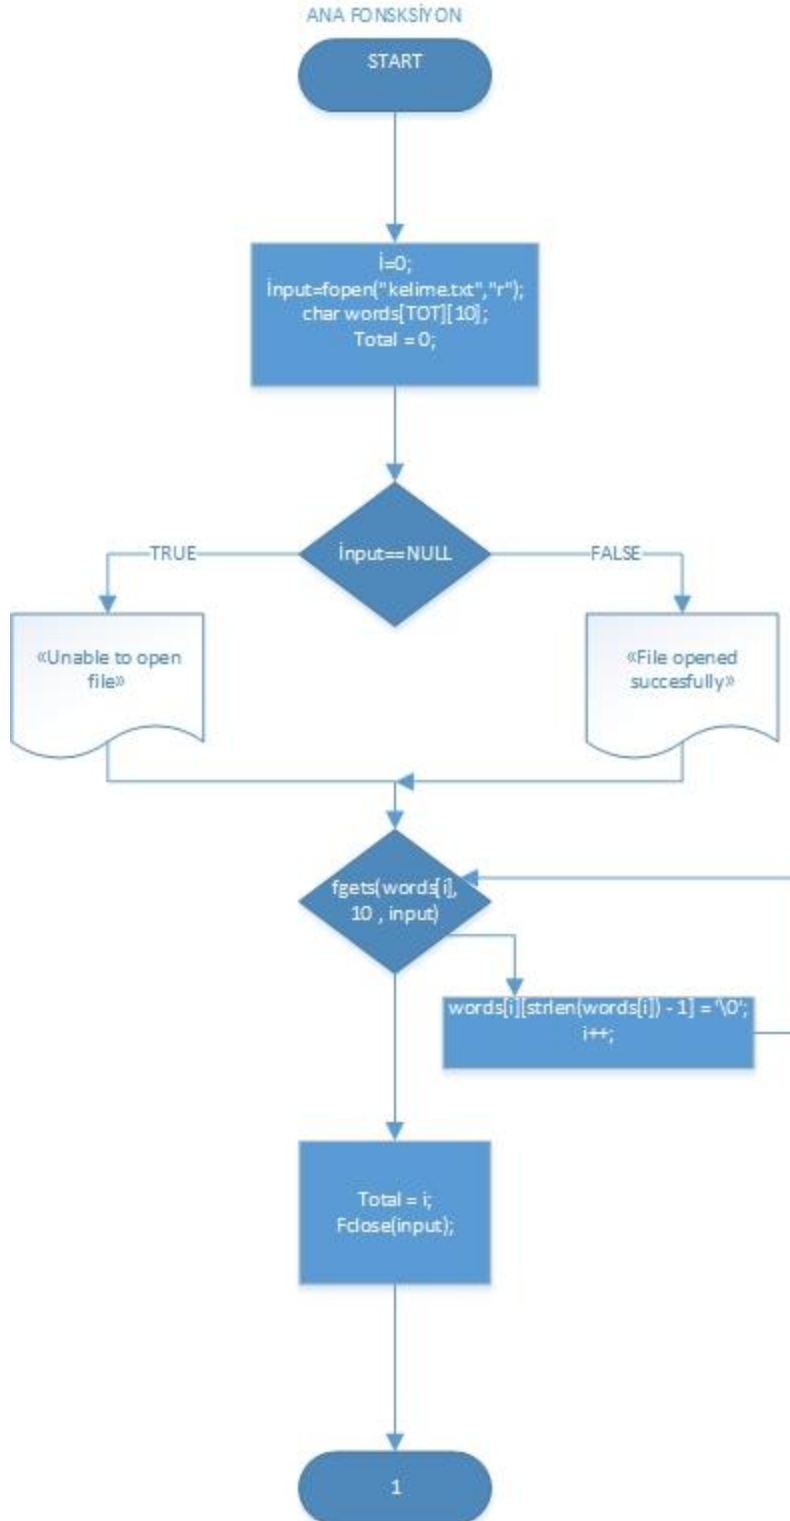 ANA FONSKSİYON
START
İ=0;
İnput=fopen("kelime.txt","r");
char words[TOT][10];
Total = 0;
İnput==NULL
TRUE
FALSE
«Unable to open
file»
«File opened
succesfully»
fgets(words[i],
10 , input)
words[i][strlen(words[i]) - 1] = '\0';
i++;
Total = i;
Fclose(input);
1